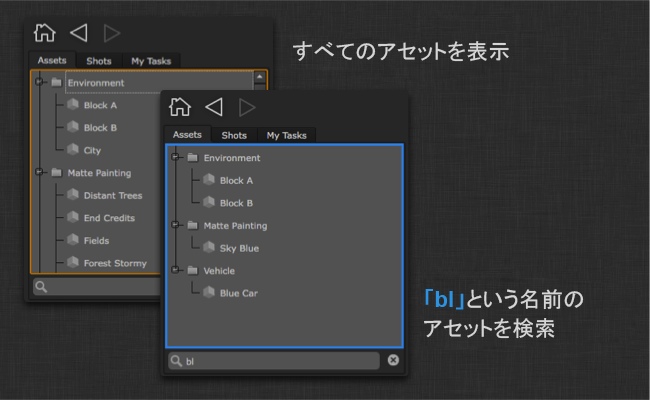 すべてのアセットを表示
Assets Shots My Tasks
Environment
Block A
Block B
City
Matte Painting
Distant Trees
End Credits
Fields
Forest Stormy
Assets Shots My Tasks
Environment
Block A
Block B
Matte Painting
Sky Blue
Vehicle
Blue Car
bl
「bl」という名前の
アセットを検索